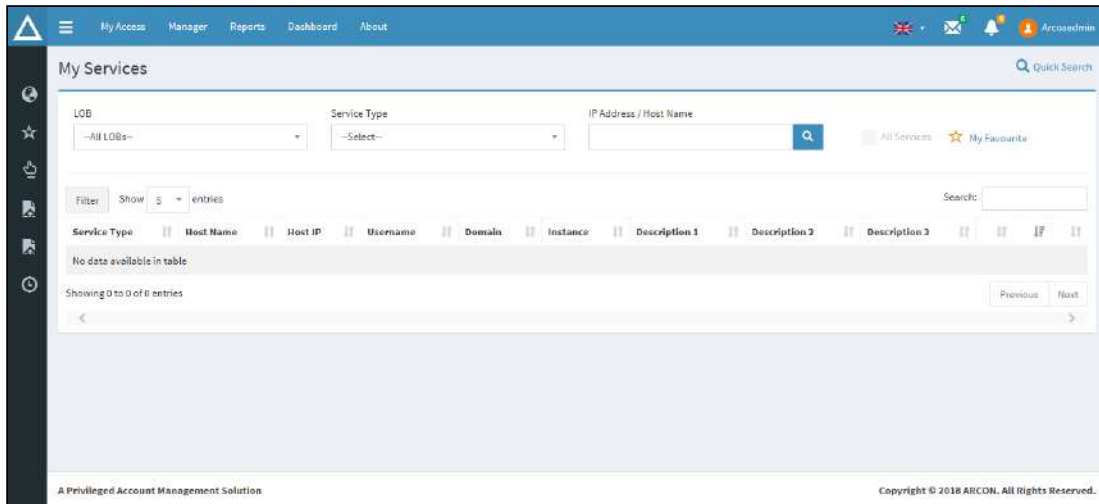 My Access Manager Reports Dashboard About Arcosadmin
My Services Quick Search
LOB Service Type IP Address / Host Name
--All LOBs-- --Select-- All Services My Favourite
Filter Show 5 entries Search:
Service Type Host Name Host IP Username Domain Instance Description 1 Description 2 Description 3
No data available in table
Showing 0 to 0 of 0 entries Previous Next
A Privileged Account Management Solution Copyright © 2018 ARCON. All Rights Reserved.